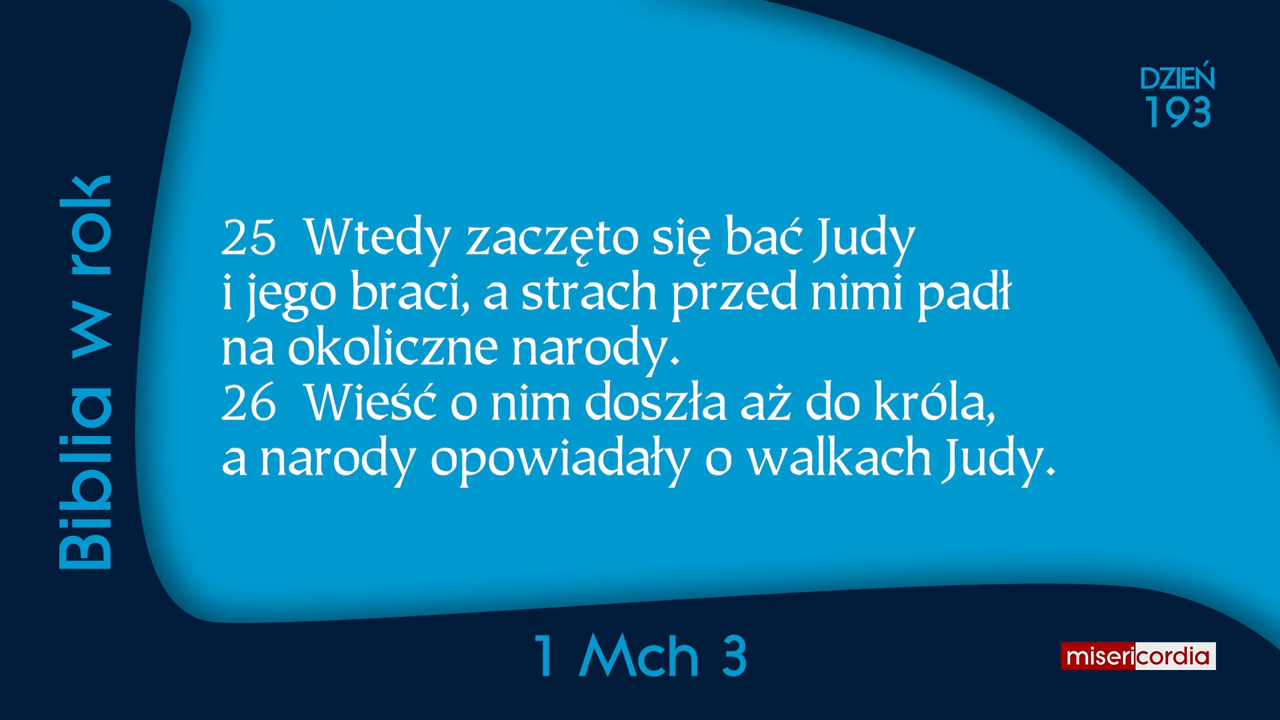 DZIEŃ
193
Biblia w rok
25 Wtedy zaczęto się bać Judy
i jego braci, a strach przed nimi padł
na okoliczne narody.
26 Wieść o nim doszła aż do króla,
a narody opowiadały o walkach Judy.
1 Mch 3
misericordia